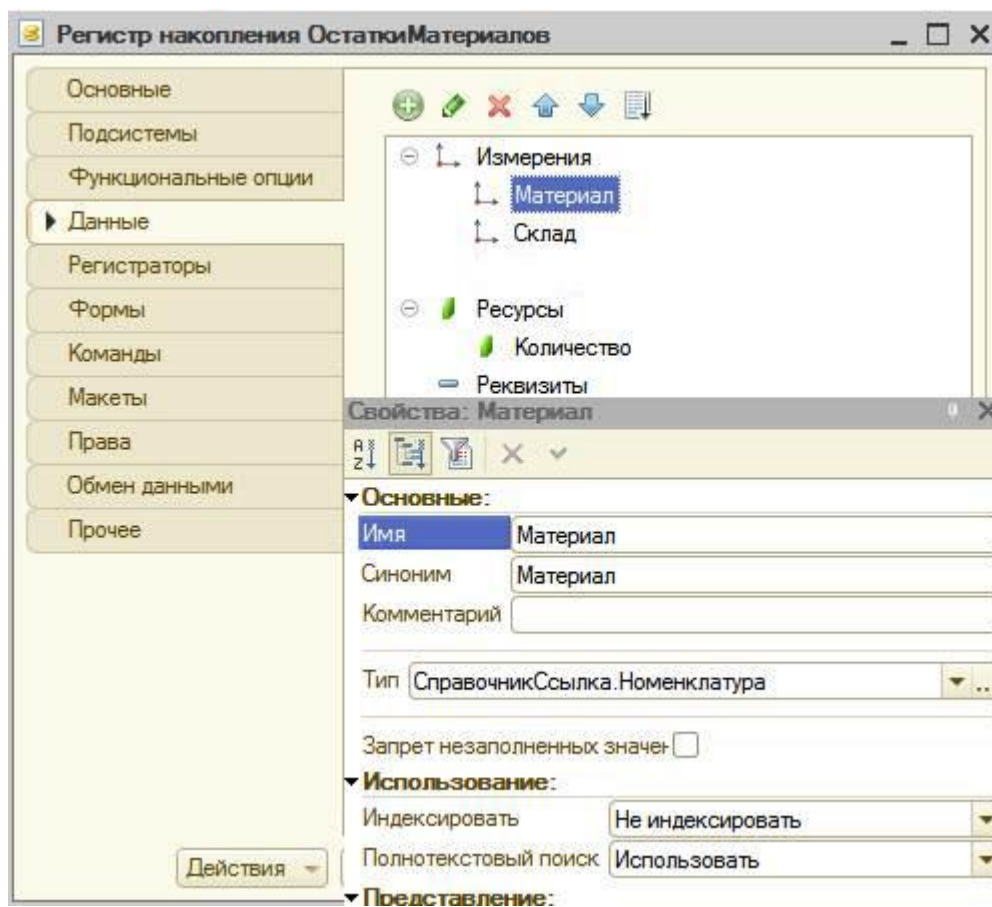 Регистр накопления ОстаткиМатериалов
Основные
Подсистемы
Функциональные опции
Данные
Регистраторы
Формы
Команды
Макеты
Права
Обмен данными
Прочее
Измерения
Материал
Склад
Ресурсы
Количество
Реквизиты
Свойства: Материал
Основные:
Имя Материал
Синоним Материал
Комментарий
Тип СправочникСсылка.Номенклатура
Запрет незаполненных значен
Использование:
Индексировать Не индексировать
Полнотекстовый поиск Использовать
Представление:
Действия